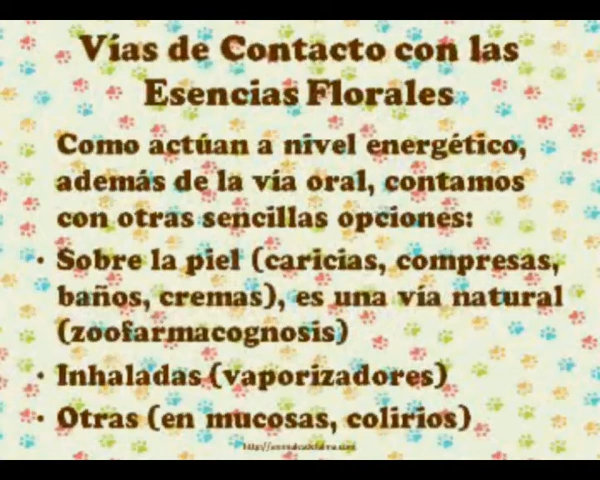 Vías de Contacto con las
Esencias Florales
Como actúan a nivel energético,
además de la vía oral, contamos
con otras sencillas opciones:
• Sobre la piel (caricias, compresas,
baños, cremas), es una vía natural
(zoofarmacognosis)
• Inhaladas (vaporizadores)
• Otras (en mucosas, colirios)